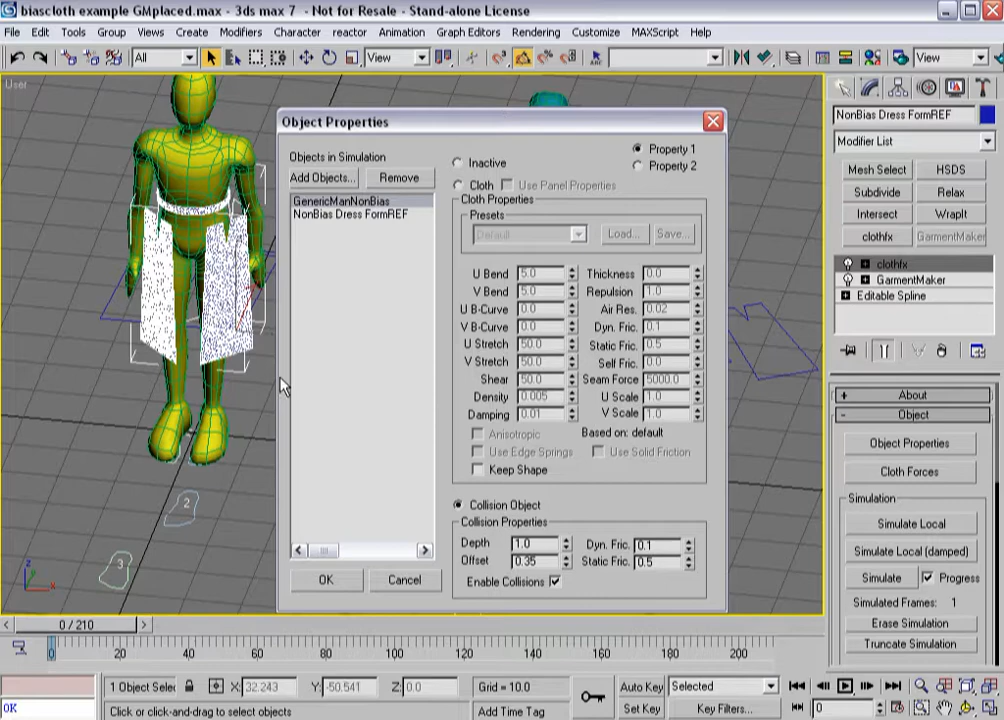 biascloth example GMplaced.max - 3ds max 7 - Not for Resale - Stand-alone License
File Edit Tools Group Views Create Modifiers Character reactor Animation Graph Editors Rendering Customize MAXScript Help
All View View
User
Object Properties
Objects in Simulation
Add Objects... Remove
GenericManNonBias
NonBias Dress FormREF
OK Cancel
Inactive
Property 1
Property 2
Cloth Use Panel Properties
Cloth Properties
Presets
Default Load... Save...
U Bend 5.0 Thickness 0.0
V Bend 5.0 Repulsion 1.0
U B-Curve 0.0 Air Res. 0.02
V B-Curve 0.0 Dyn. Fric. 0.1
U Stretch 50.0 Static Fric. 0.5
V Stretch 50.0 Self Fric. 0.0
Shear 50.0 Seam Force 5000.0
Density 0.005 U Scale 1.0
Damping 0.01 V Scale 1.0
Anisotropic Based on: default
Use Edge Springs Use Solid Friction
Keep Shape
Collision Object
Collision Properties
Depth 1.0 Dyn. Fric. 0.1
Offset 0.35 Static Fric. 0.5
Enable Collisions
2
3
z
y
x
NonBias Dress FormREF
Modifier List
Mesh Select HSDS
Subdivide Relax
Intersect WrapIt
clothfx GarmentMaker
clothfx
GarmentMaker
Editable Spline
+ About
- Object
Object Properties
Cloth Forces
Simulation
Simulate Local
Simulate Local (damped)
Simulate Progress
Simulated Frames: 1
Erase Simulation
Truncate Simulation
< 0 / 210 >
0 20 40 60 80 100 120 140 160 180 200
1 Object Selec X: 32.243 Y: -50.541 Z: 0.0 Grid = 10.0 Auto Key Selected
OK Click or click-and-drag to select objects Add Time Tag Set Key Key Filters... 0